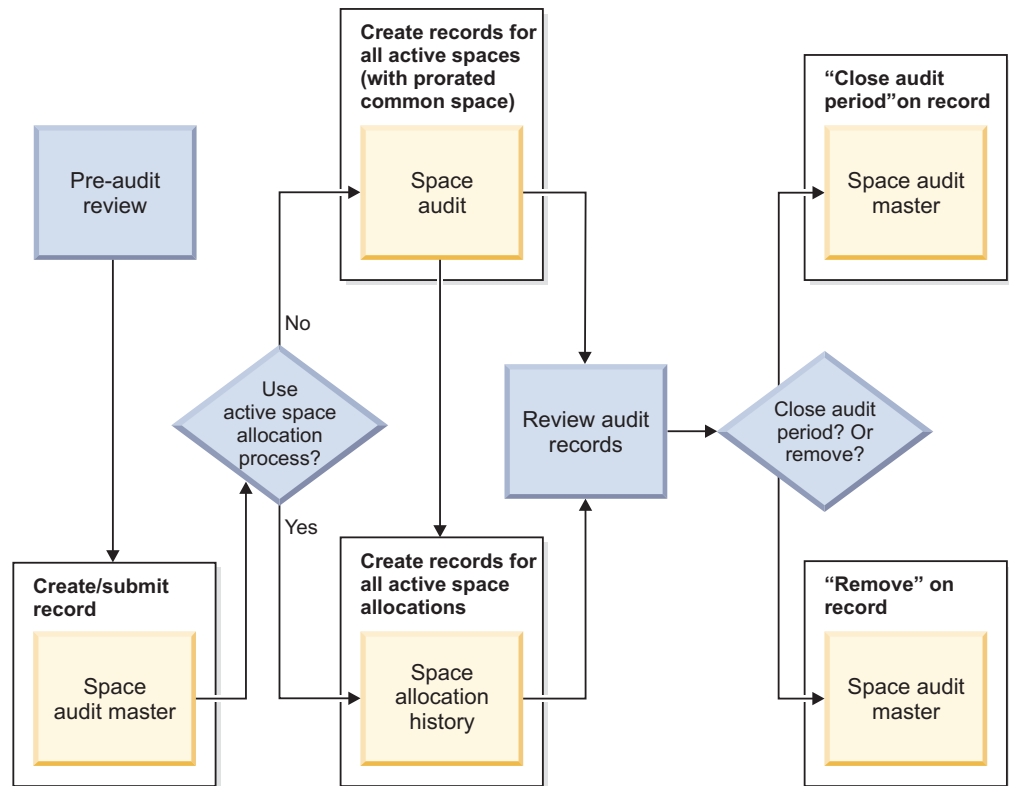 Pre-audit
review
Create/submit
record
Space
audit master
Use
active space
allocation
process?
No
Yes
Create records for
all active spaces
(with prorated
common space)
Space
audit
Create records for
all active space
allocations
Space
allocation
history
Review audit
records
Close audit
period? Or
remove?
“Close audit
period”on record
Space audit
master
“Remove” on
record
Space audit
master